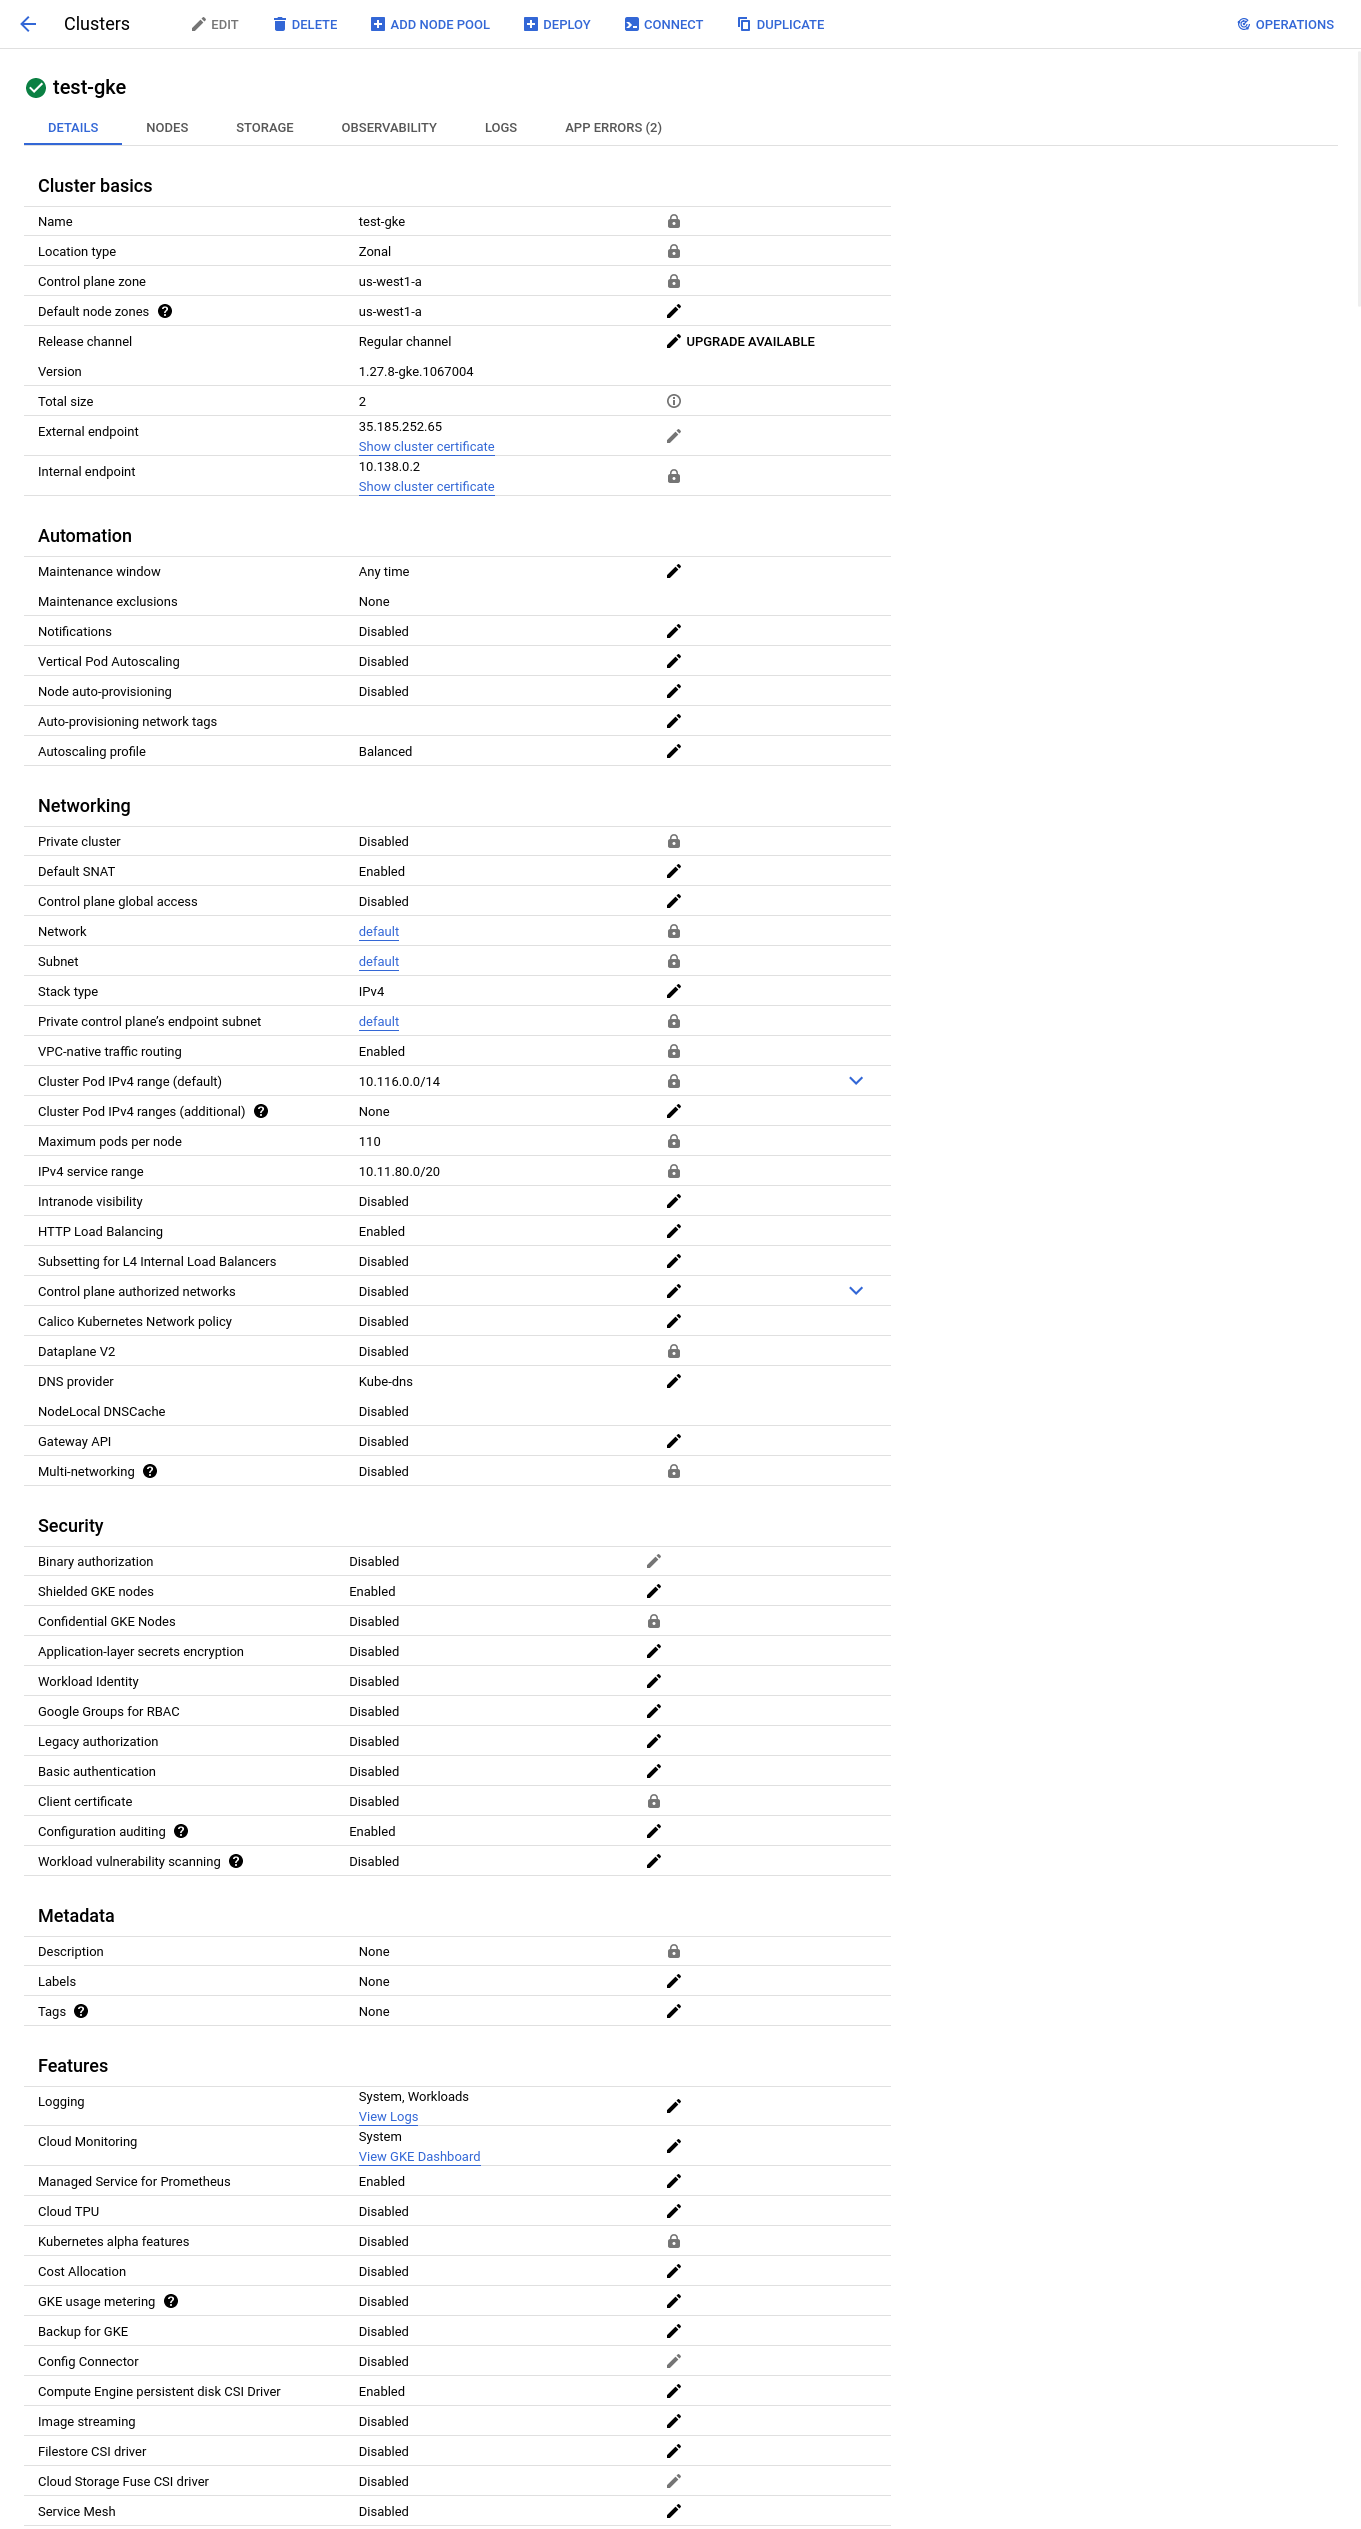 Clusters EDIT DELETE ADD NODE POOL DEPLOY CONNECT DUPLICATE OPERATIONS
test-gke
DETAILS NODES STORAGE OBSERVABILITY LOGS APP ERRORS (2)
Cluster basics
Name test-gke
Location type Zonal
Control plane zone us-west1-a
Default node zones us-west1-a
Release channel Regular channel UPGRADE AVAILABLE
Version 1.27.8-gke.1067004
Total size 2
External endpoint 35.185.252.65
Show cluster certificate
Internal endpoint 10.138.0.2
Show cluster certificate
Automation
Maintenance window Any time
Maintenance exclusions None
Notifications Disabled
Vertical Pod Autoscaling Disabled
Node auto-provisioning Disabled
Auto-provisioning network tags
Autoscaling profile Balanced
Networking
Private cluster Disabled
Default SNAT Enabled
Control plane global access Disabled
Network default
Subnet default
Stack type IPv4
Private control plane’s endpoint subnet default
VPC-native traffic routing Enabled
Cluster Pod IPv4 range (default) 10.116.0.0/14
Cluster Pod IPv4 ranges (additional) None
Maximum pods per node 110
IPv4 service range 10.11.80.0/20
Intranode visibility Disabled
HTTP Load Balancing Enabled
Subsetting for L4 Internal Load Balancers Disabled
Control plane authorized networks Disabled
Calico Kubernetes Network policy Disabled
Dataplane V2 Disabled
DNS provider Kube-dns
NodeLocal DNSCache Disabled
Gateway API Disabled
Multi-networking Disabled
Security
Binary authorization Disabled
Shielded GKE nodes Enabled
Confidential GKE Nodes Disabled
Application-layer secrets encryption Disabled
Workload Identity Disabled
Google Groups for RBAC Disabled
Legacy authorization Disabled
Basic authentication Disabled
Client certificate Disabled
Configuration auditing Enabled
Workload vulnerability scanning Disabled
Metadata
Description None
Labels None
Tags None
Features
Logging System, Workloads
View Logs
Cloud Monitoring System
View GKE Dashboard
Managed Service for Prometheus Enabled
Cloud TPU Disabled
Kubernetes alpha features Disabled
Cost Allocation Disabled
GKE usage metering Disabled
Backup for GKE Disabled
Config Connector Disabled
Compute Engine persistent disk CSI Driver Enabled
Image streaming Disabled
Filestore CSI driver Disabled
Cloud Storage Fuse CSI driver Disabled
Service Mesh Disabled